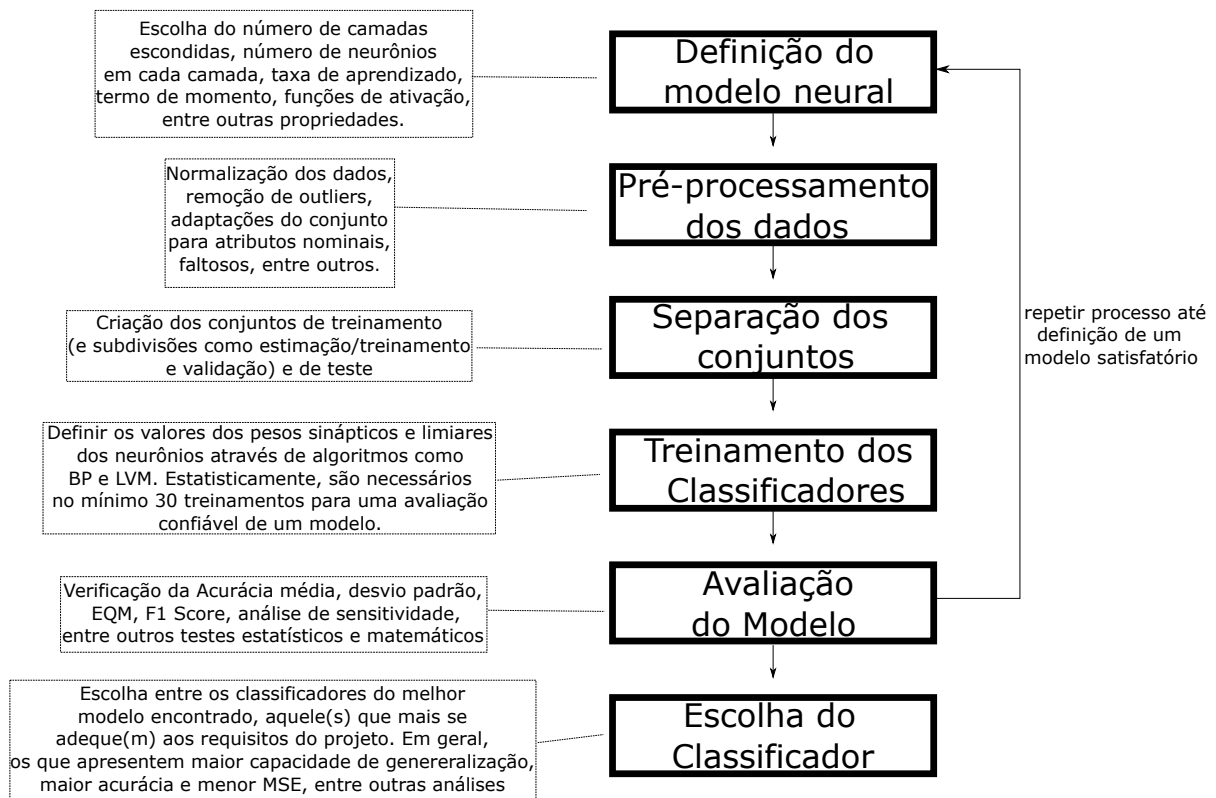 Escolha do número de camadas
escondidas, número de neurônios
em cada camada, taxa de aprendizado,
termo de momento, funções de ativação,
entre outras propriedades.
Definição do
modelo neural
Normalização dos dados,
remoção de outliers,
adaptações do conjunto
para atributos nominais,
faltosos, entre outros.
Pré-processamento
dos dados
Criação dos conjuntos de treinamento
(e subdivisões como estimação/treinamento
e validação) e de teste
Separação dos
conjuntos
repetir processo até
definição de um
modelo satisfatório
Definir os valores dos pesos sinápticos e limiares
dos neurônios através de algoritmos como
BP e LVM. Estatisticamente, são necessários
no mínimo 30 treinamentos para uma avaliação
confiável de um modelo.
Treinamento dos
Classificadores
Verificação da Acurácia média, desvio padrão,
EQM, F1 Score, análise de sensitividade,
entre outros testes estatísticos e matemáticos
Avaliação
do Modelo
Escolha entre os classificadores do melhor
modelo encontrado, aquele(s) que mais se
adeque(m) aos requisitos do projeto. Em geral,
os que apresentem maior capacidade de genereralização,
maior acurácia e menor MSE, entre outras análises
Escolha do
Classificador